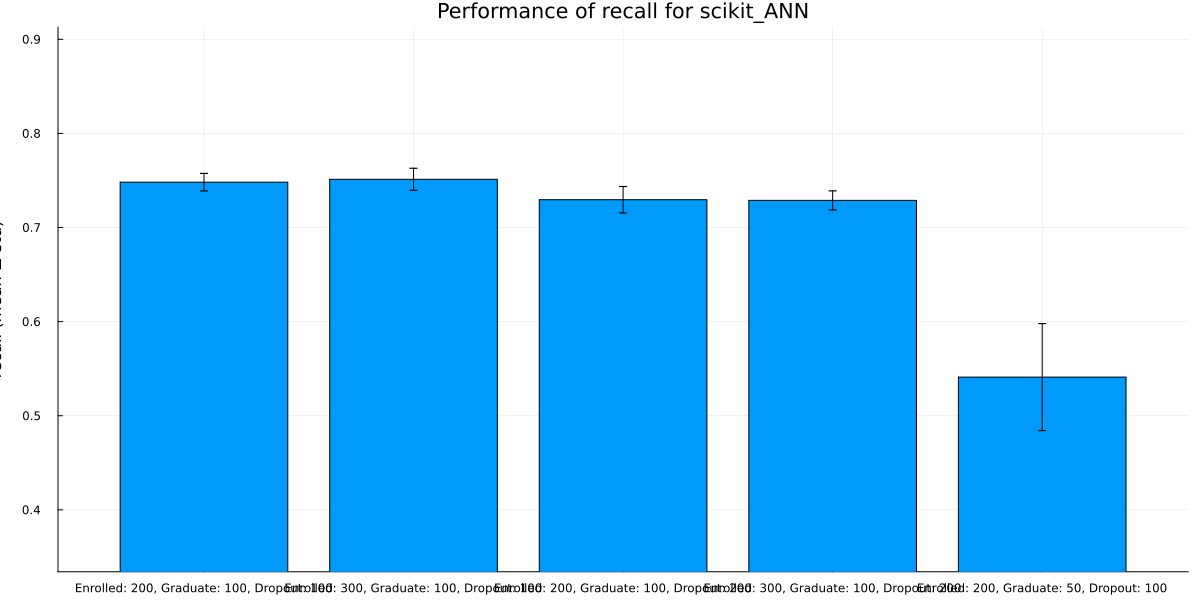 Performance of recall for scikit_ANN
0.9
0.8
0.7
0.6
0.5
0.4
Enrolled: 200, Graduate: 100, Dropout: 100
Enrolled: 300, Graduate: 100, Dropout: 100
Enrolled: 200, Graduate: 100, Dropout: 200
Enrolled: 300, Graduate: 100, Dropout: 200
Enrolled: 200, Graduate: 50, Dropout: 100